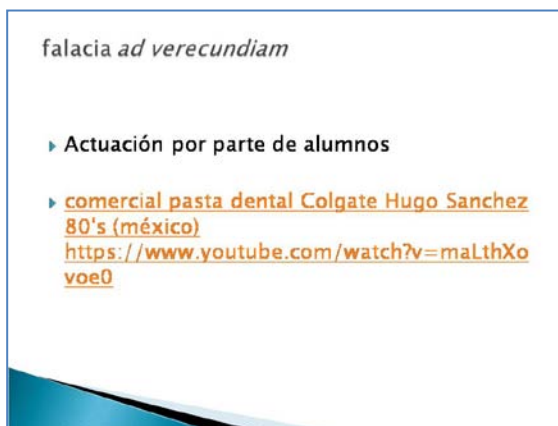 falacia ad verecundiam
Actuación por parte de alumnos
comercial pasta dental Colgate Hugo Sanchez
80's (méxico)
https://www.youtube.com/watch?v=maLthXo
voe0